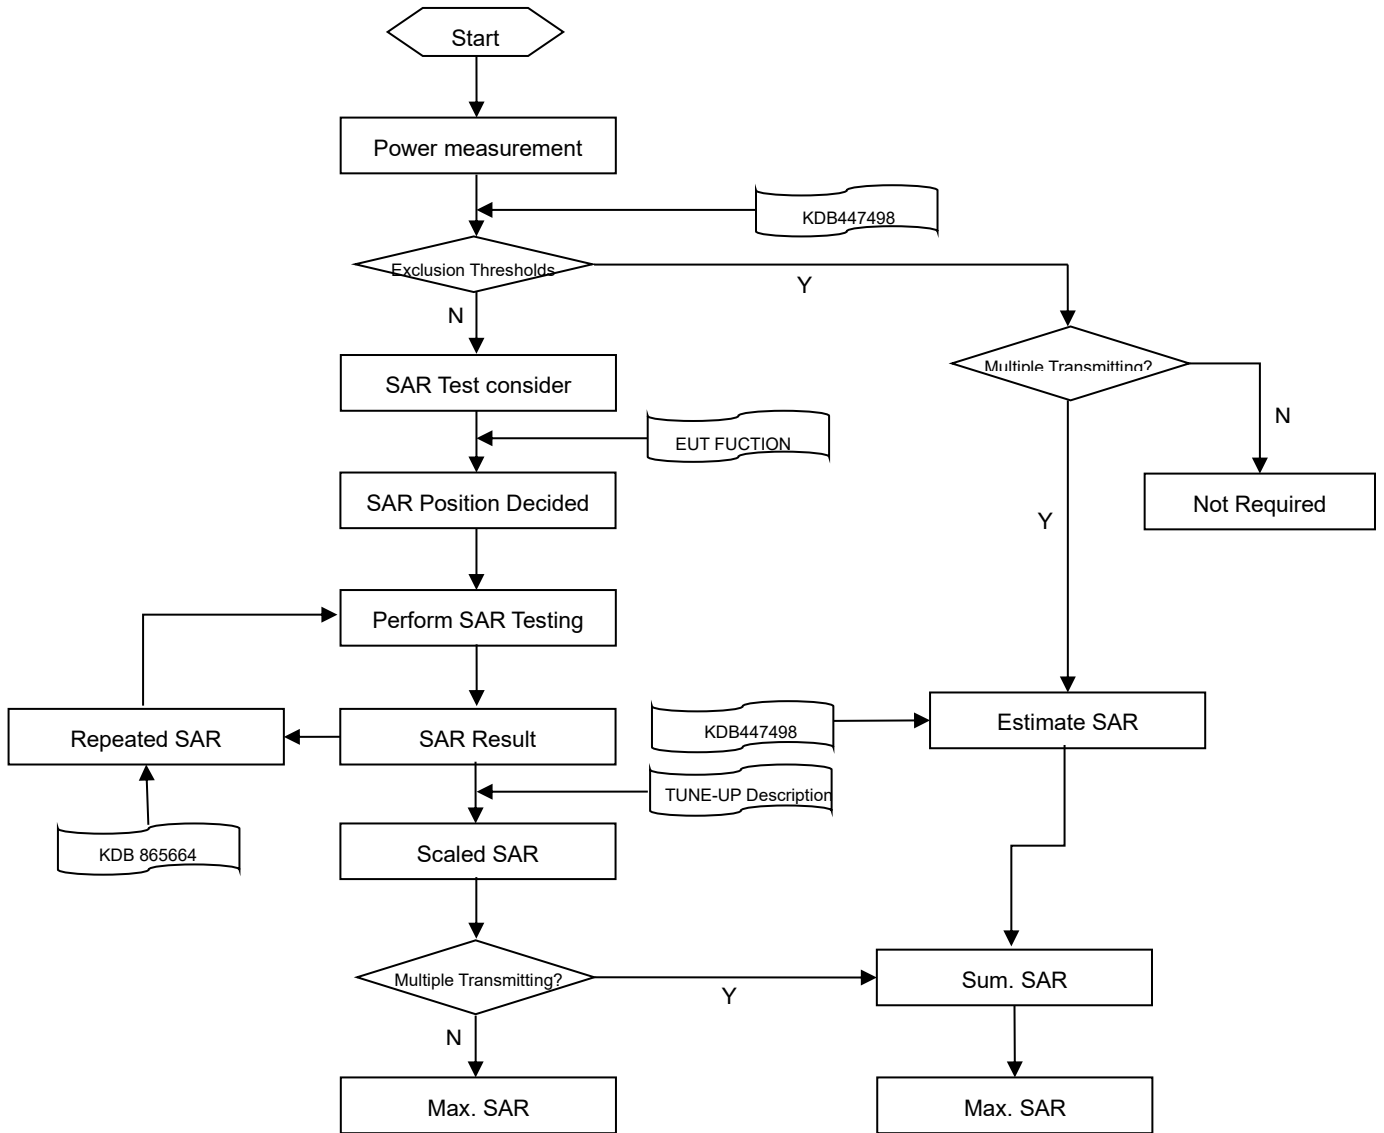 Start
Power measurement
KDB447498
Exclusion Thresholds
Y
N
Multiple Transmitting?
SAR Test consider
N
EUT FUCTION
SAR Position Decided
Not Required
Y
Perform SAR Testing
Repeated SAR
SAR Result
KDB447498
Estimate SAR
TUNE-UP Description
KDB 865664
Scaled SAR
Multiple Transmitting?
Y
Sum. SAR
N
Max. SAR
Max. SAR